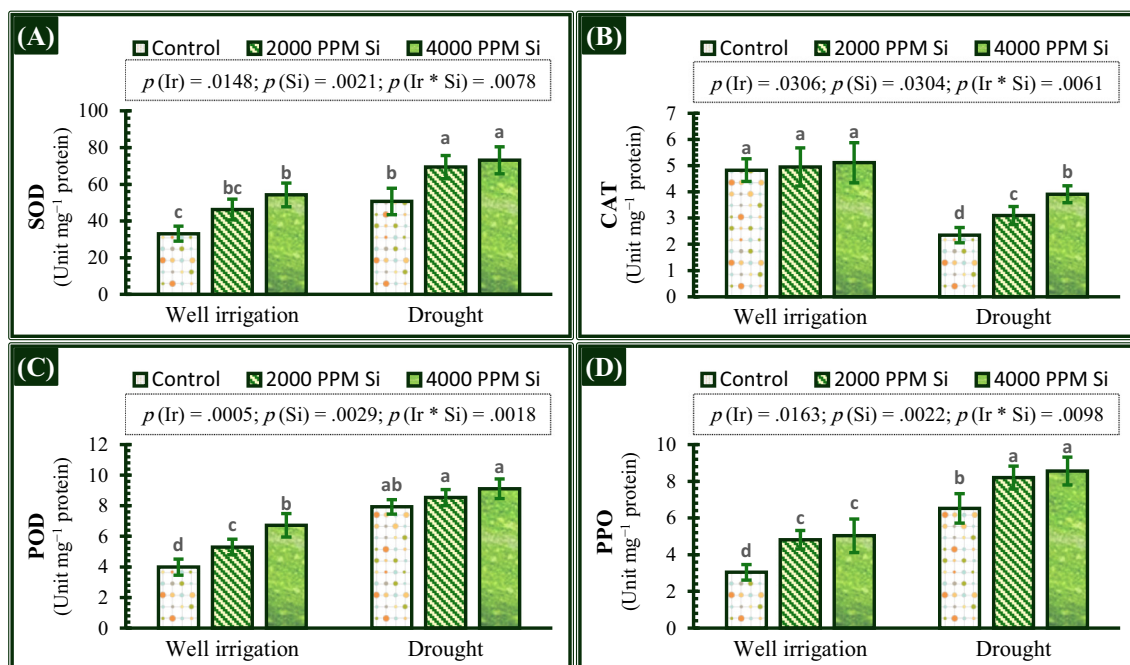 (A)
Control 2000 PPM Si 4000 PPM Si
p (Ir) = .0148; p (Si) = .0021; p (Ir * Si) = .0078
SOD
(Unit mg⁻¹ protein)
100
80
60
40
20
0
c bc b b a a
Well irrigation Drought
(B)
Control 2000 PPM Si 4000 PPM Si
p (Ir) = .0306; p (Si) = .0304; p (Ir * Si) = .0061
CAT
(Unit mg⁻¹ protein)
7
6
5
4
3
2
1
0
a a a d c b
Well irrigation Drought
(C)
Control 2000 PPM Si 4000 PPM Si
p (Ir) = .0005; p (Si) = .0029; p (Ir * Si) = .0018
POD
(Unit mg⁻¹ protein)
12
10
8
6
4
2
0
d c b ab a a
Well irrigation Drought
(D)
Control 2000 PPM Si 4000 PPM Si
p (Ir) = .0163; p (Si) = .0022; p (Ir * Si) = .0098
PPO
(Unit mg⁻¹ protein)
10
8
6
4
2
0
d c c b a a
Well irrigation Drought